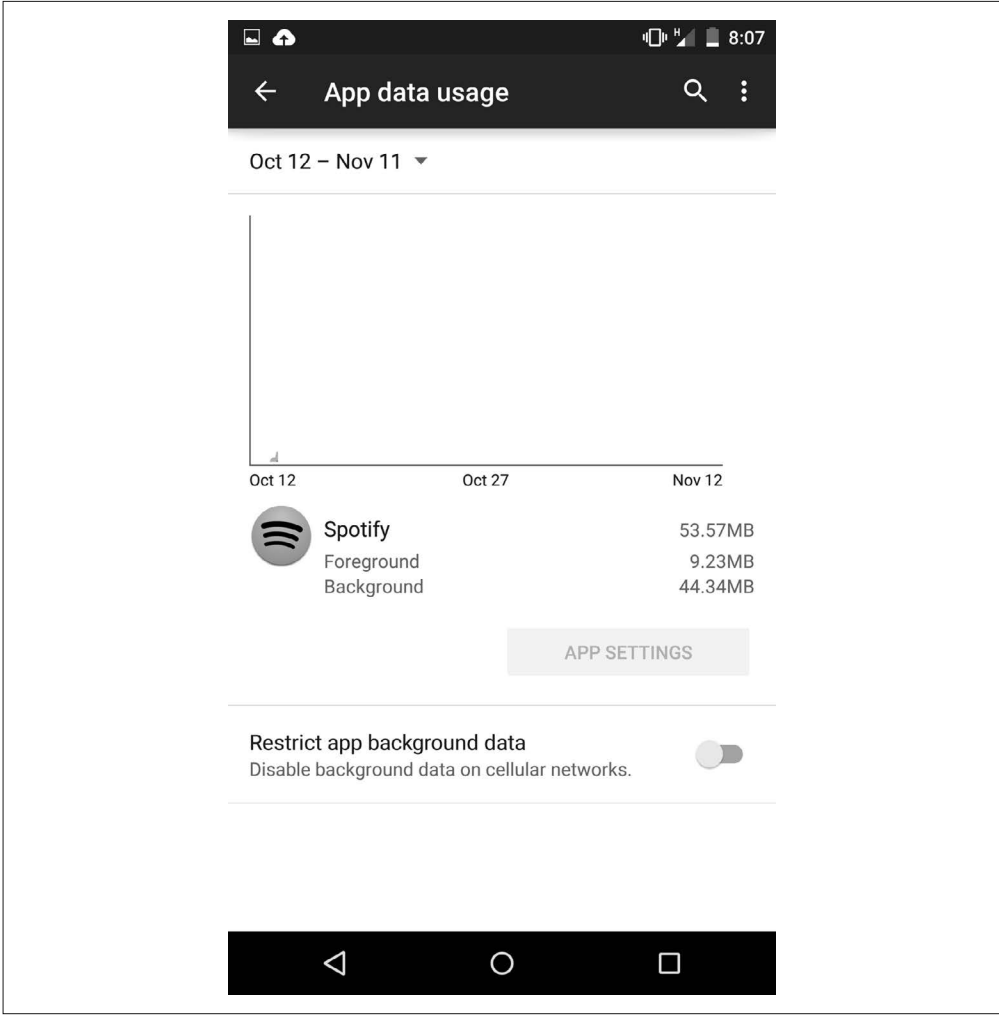 H 8:07
App data usage
Oct 12 – Nov 11
Oct 12 Oct 27 Nov 12
Spotify 53.57MB
Foreground 9.23MB
Background 44.34MB
APP SETTINGS
Restrict app background data
Disable background data on cellular networks.